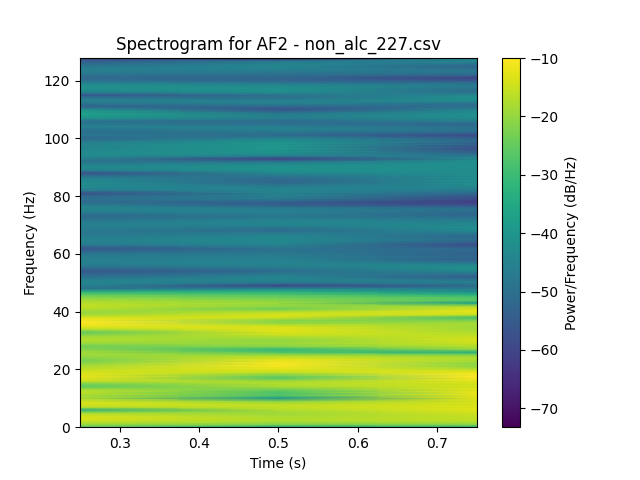 Spectrogram for AF2 - non_alc_227.csv
120
100
80
60
40
20
0
Frequency (Hz)
0.3 0.4 0.5 0.6 0.7
Time (s)
−10
−20
−30
−40
−50
−60
−70
Power/Frequency (dB/Hz)